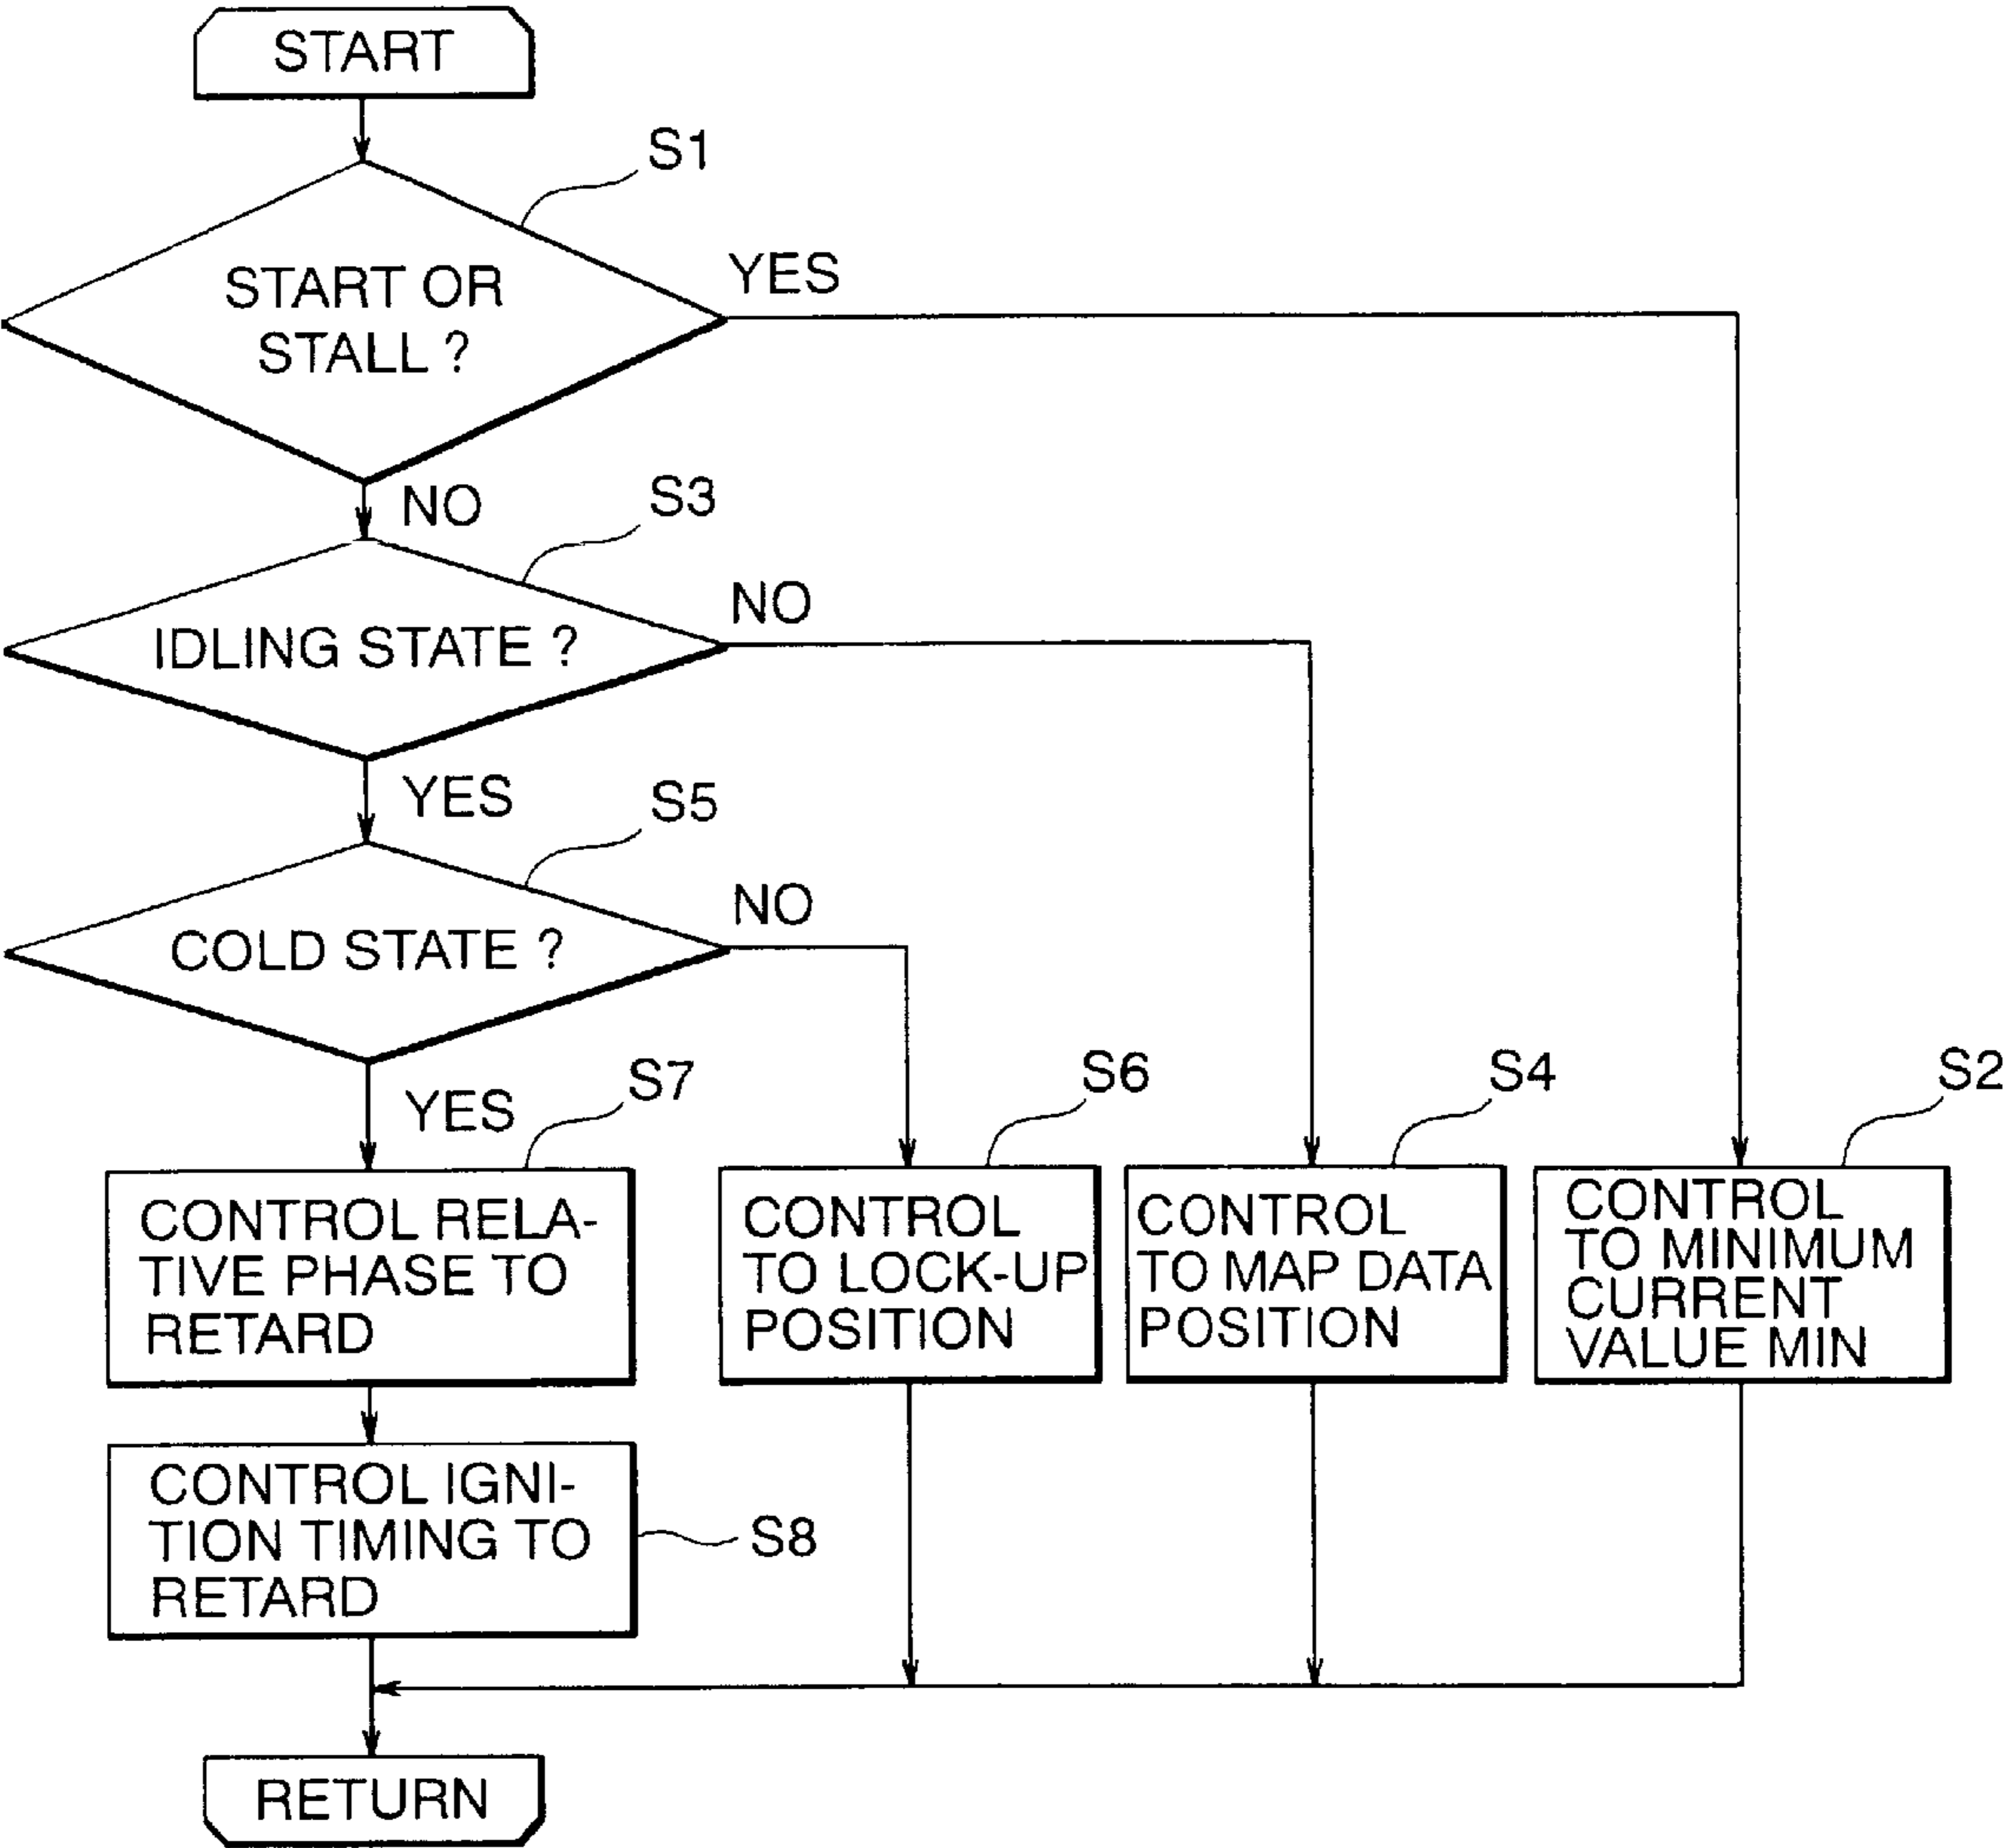 START
S1
START OR
STALL ?
YES
NO
S3
IDLING STATE ?
NO
YES
S5
COLD STATE ?
NO
YES
S7
S6
S4
S2
CONTROL RELA-
TIVE PHASE TO
RETARD
CONTROL
TO LOCK-UP
POSITION
CONTROL
TO MAP DATA
POSITION
CONTROL
TO MINIMUM
CURRENT
VALUE MIN
CONTROL IGNI-
TION TIMING TO
RETARD
S8
RETURN